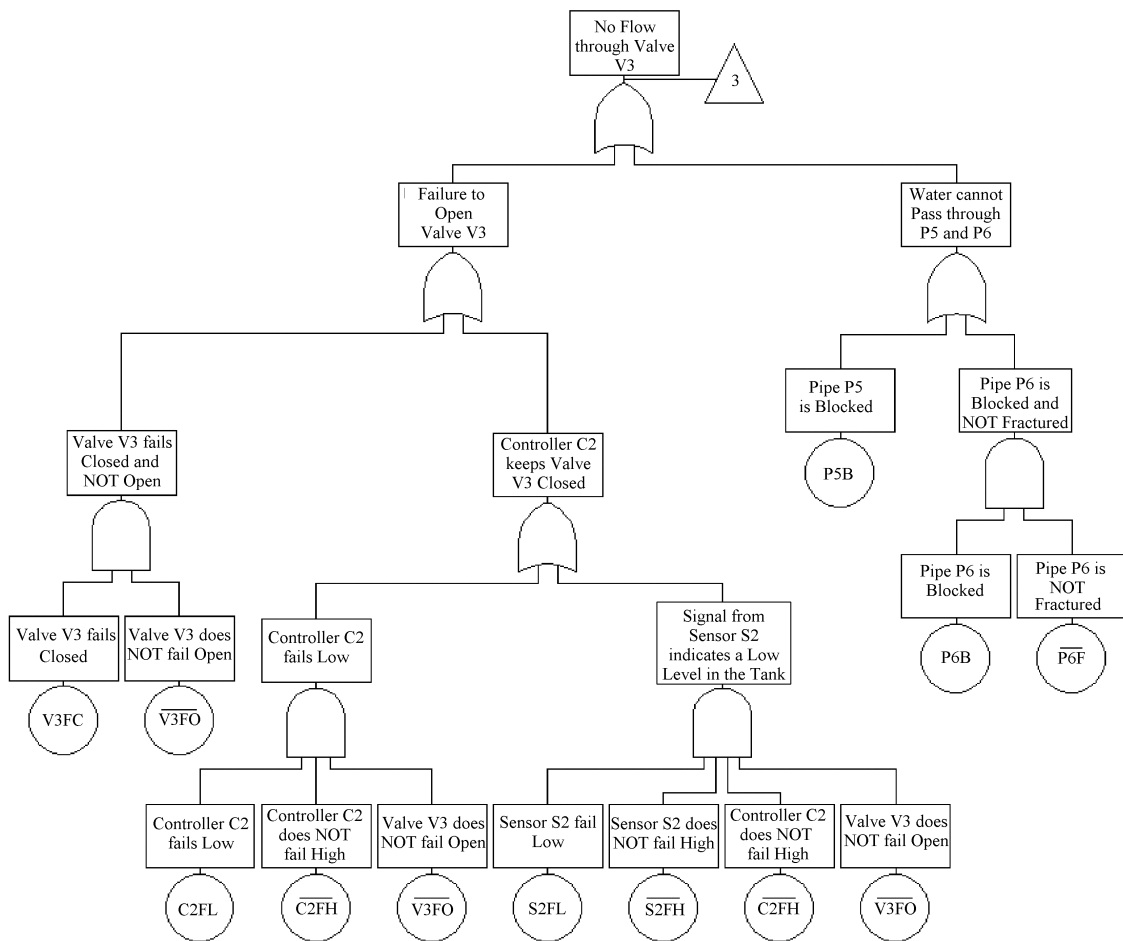 No Flow
through Valve
V3
3
Failure to
Open
Valve V3
Water cannot
Pass through
P5 and P6
Pipe P5
is Blocked
Pipe P6 is
Blocked and
NOT Fractured
Valve V3 fails
Closed and
NOT Open
Controller C2
keeps Valve
V3 Closed
P5B
Pipe P6 is
Blocked
Pipe P6 is
NOT
Fractured
Valve V3 fails
Closed
Valve V3 does
NOT fail Open
Controller C2
fails Low
Signal from
Sensor S2
indicates a Low
Level in the Tank
P6B
P6F
V3FC
V3FO
Controller C2
fails Low
Controller C2
does NOT
fail High
Valve V3 does
NOT fail Open
Sensor S2 fail
Low
Sensor S2 does
NOT fail High
Controller C2
does NOT
fail High
Valve V3 does
NOT fail Open
C2FL
C2FH
V3FO
S2FL
S2FH
C2FH
V3FO